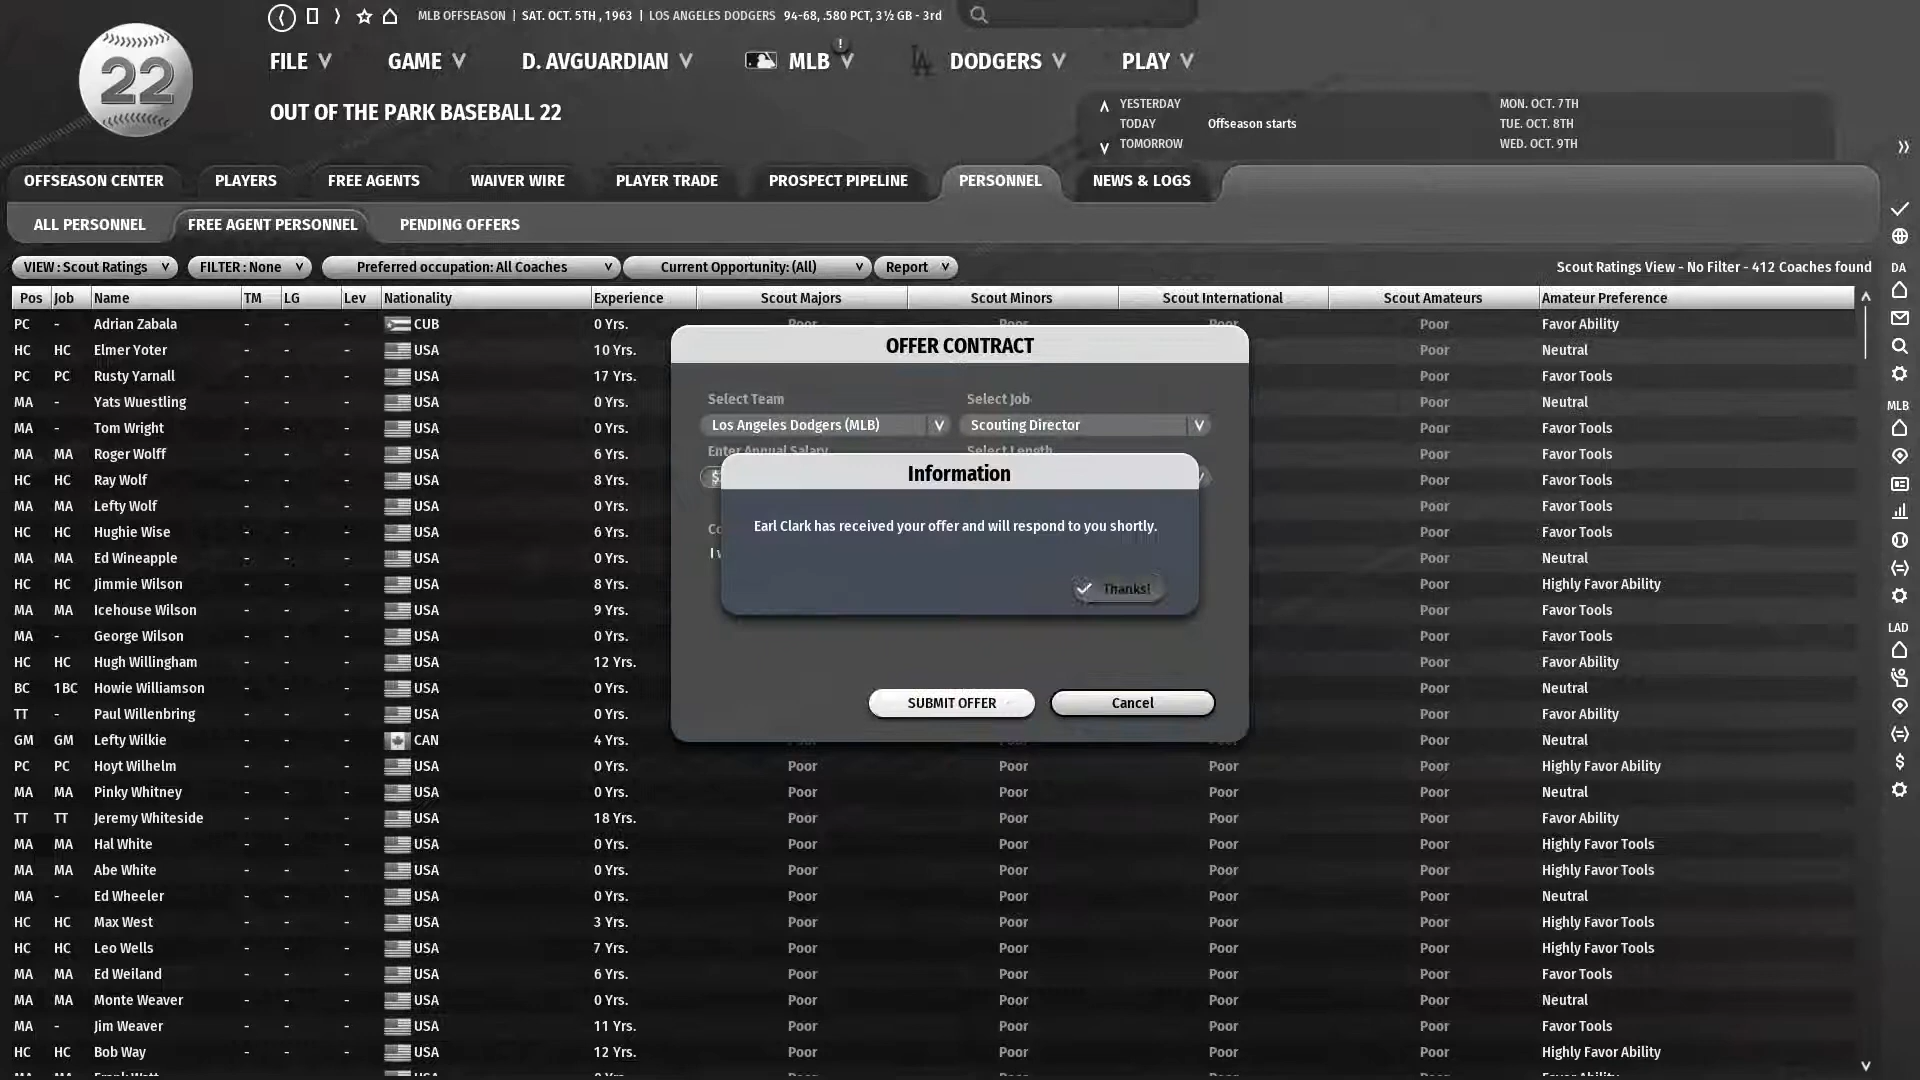 MLB OFFSEASON | SAT. OCT. 5TH , 1963 | LOS ANGELES DODGERS 94-68, .580 PCT, 3½ GB - 3rd
22
FILE GAME D. AVGUARDIAN MLB ! LA DODGERS PLAY
OUT OF THE PARK BASEBALL 22
YESTERDAY MON. OCT. 7TH
TODAY Offseason starts TUE. OCT. 8TH
TOMORROW WED. OCT. 9TH
OFFSEASON CENTER PLAYERS FREE AGENTS WAIVER WIRE PLAYER TRADE PROSPECT PIPELINE PERSONNEL NEWS & LOGS
ALL PERSONNEL FREE AGENT PERSONNEL PENDING OFFERS
VIEW : Scout Ratings FILTER : None Preferred occupation: All Coaches Current Opportunity: (All) Report Scout Ratings View - No Filter - 412 Coaches found
DA
MLB
LAD
Pos Job Name TM LG Lev Nationality Experience Scout Majors Scout Minors Scout International Scout Amateurs Amateur Preference
PC - Adrian Zabala - - - CUB 0 Yrs. Poor Poor Poor Poor Favor Ability
HC HC Elmer Yoter - - - USA 10 Yrs. Poor Neutral
PC PC Rusty Yarnall - - - USA 17 Yrs. Poor Favor Tools
MA - Yats Wuestling - - - USA 0 Yrs. Poor Neutral
MA - Tom Wright - - - USA 0 Yrs. Poor Favor Tools
MA MA Roger Wolff - - - USA 6 Yrs. Poor Favor Tools
HC HC Ray Wolf - - - USA 8 Yrs. Poor Favor Tools
MA MA Lefty Wolf - - - USA 0 Yrs. Poor Favor Tools
HC HC Hughie Wise - - - USA 6 Yrs. Poor Favor Tools
MA MA Ed Wineapple - - - USA 0 Yrs. Poor Neutral
HC HC Jimmie Wilson - - - USA 8 Yrs. Poor Highly Favor Ability
MA MA Icehouse Wilson - - - USA 9 Yrs. Poor Favor Tools
MA - George Wilson - - - USA 0 Yrs. Poor Favor Tools
HC HC Hugh Willingham - - - USA 12 Yrs. Poor Favor Ability
BC 1BC Howie Williamson - - - USA 0 Yrs. Poor Neutral
TT - Paul Willenbring - - - USA 0 Yrs. Poor Favor Ability
GM GM Lefty Wilkie - - - CAN 4 Yrs. Poor Neutral
PC PC Hoyt Wilhelm - - - USA 0 Yrs. Poor Poor Poor Poor Highly Favor Ability
MA MA Pinky Whitney - - - USA 0 Yrs. Poor Poor Poor Poor Neutral
TT TT Jeremy Whiteside - - - USA 18 Yrs. Poor Poor Poor Poor Favor Ability
MA MA Hal White - - - USA 0 Yrs. Poor Poor Poor Poor Highly Favor Tools
MA MA Abe White - - - USA 0 Yrs. Poor Poor Poor Poor Highly Favor Tools
MA - Ed Wheeler - - - USA 0 Yrs. Poor Poor Poor Poor Neutral
HC HC Max West - - - USA 3 Yrs. Poor Poor Poor Poor Highly Favor Tools
HC HC Leo Wells - - - USA 7 Yrs. Poor Poor Poor Poor Highly Favor Tools
MA MA Ed Weiland - - - USA 6 Yrs. Poor Poor Poor Poor Favor Tools
MA MA Monte Weaver - - - USA 0 Yrs. Poor Poor Poor Poor Neutral
MA - Jim Weaver - - - USA 11 Yrs. Poor Poor Poor Poor Favor Tools
HC HC Bob Way - - - USA 12 Yrs. Poor Poor Poor Poor Highly Favor Ability
OFFER CONTRACT
Select Team Select Job
Los Angeles Dodgers (MLB) Scouting Director
Enter Annual Salary Select Length
$
Information
Earl Clark has received your offer and will respond to you shortly.
Thanks!
SUBMIT OFFER Cancel